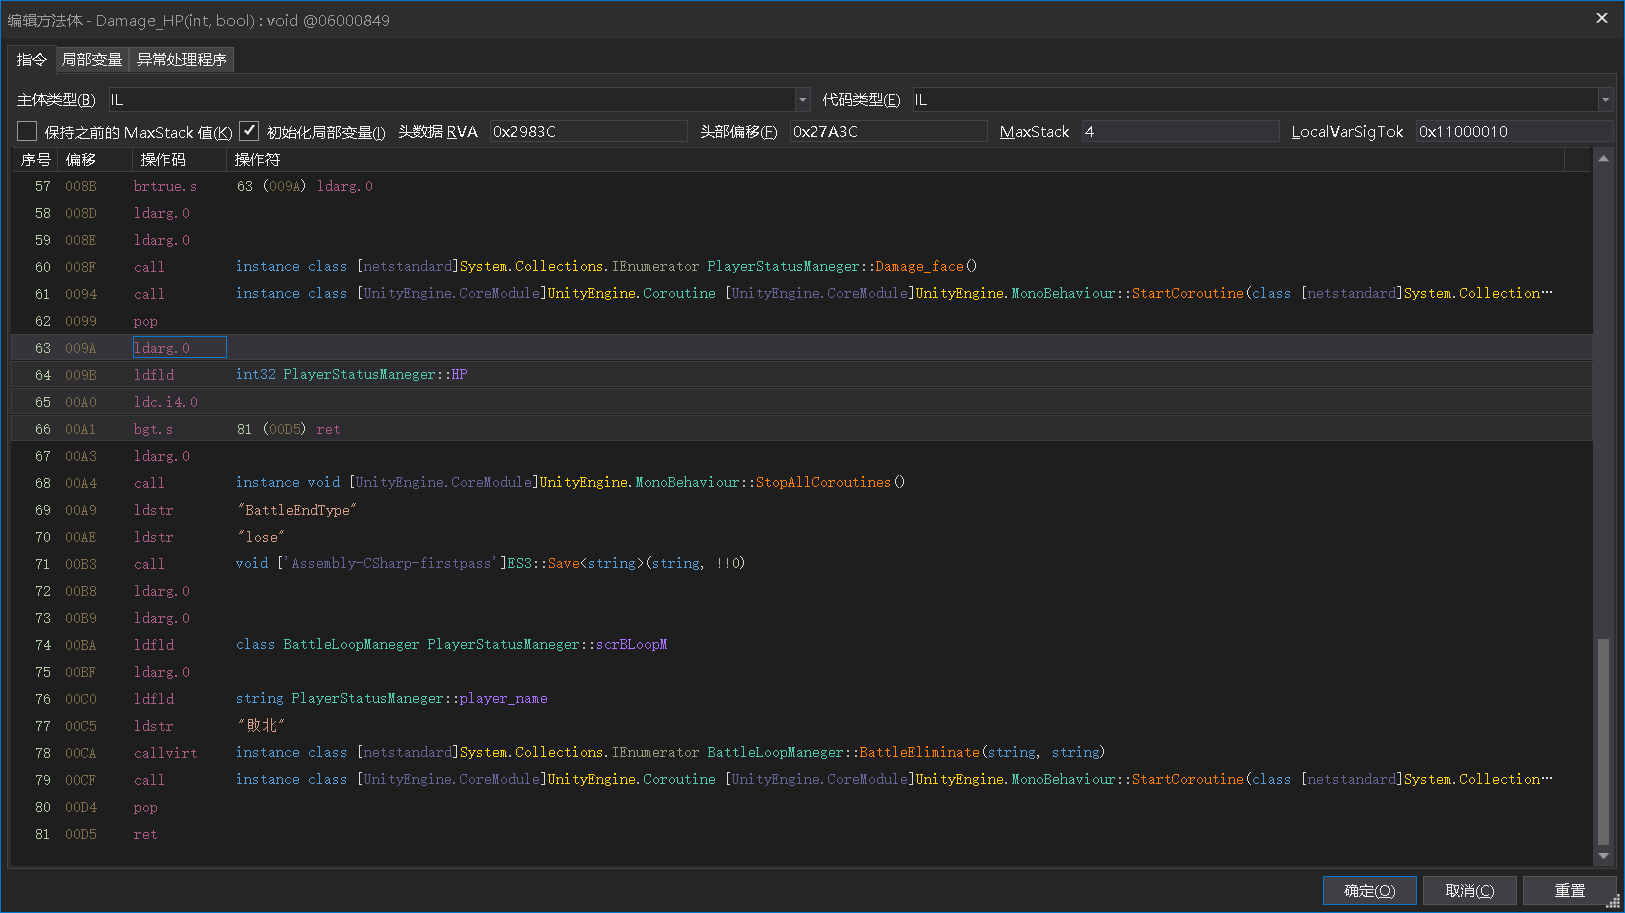 编辑方法体 - Damage_HP(int, bool) : void @06000849
指令 局部变量 异常处理程序
主体类型(B) IL 代码类型(E) IL
保持之前的 MaxStack 值(K) 初始化局部变量(I) 头数据 RVA 0x2983C 头部偏移(F) 0x27A3C MaxStack 4 LocalVarSigTok 0x11000010
序号 偏移 操作码 操作符
57 008B brtrue.s 63 (009A) ldarg.0
58 008D ldarg.0
59 008E ldarg.0
60 008F call instance class [netstandard]System.Collections.IEnumerator PlayerStatusManeger::Damage_face()
61 0094 call instance class [UnityEngine.CoreModule]UnityEngine.Coroutine [UnityEngine.CoreModule]UnityEngine.MonoBehaviour::StartCoroutine(class [netstandard]System.Collection…
62 0099 pop
63 009A ldarg.0
64 009B ldfld int32 PlayerStatusManeger::HP
65 00A0 ldc.i4.0
66 00A1 bgt.s 81 (00D5) ret
67 00A3 ldarg.0
68 00A4 call instance void [UnityEngine.CoreModule]UnityEngine.MonoBehaviour::StopAllCoroutines()
69 00A9 ldstr "BattleEndType"
70 00AE ldstr "lose"
71 00B3 call void ['Assembly-CSharp-firstpass']ES3::Save<string>(string, !!0)
72 00B8 ldarg.0
73 00B9 ldarg.0
74 00BA ldfld class BattleLoopManeger PlayerStatusManeger::scrBLoopM
75 00BF ldarg.0
76 00C0 ldfld string PlayerStatusManeger::player_name
77 00C5 ldstr "敗北"
78 00CA callvirt instance class [netstandard]System.Collections.IEnumerator BattleLoopManeger::BattleEliminate(string, string)
79 00CF call instance class [UnityEngine.CoreModule]UnityEngine.Coroutine [UnityEngine.CoreModule]UnityEngine.MonoBehaviour::StartCoroutine(class [netstandard]System.Collection…
80 00D4 pop
81 00D5 ret
确定(O) 取消(C) 重置